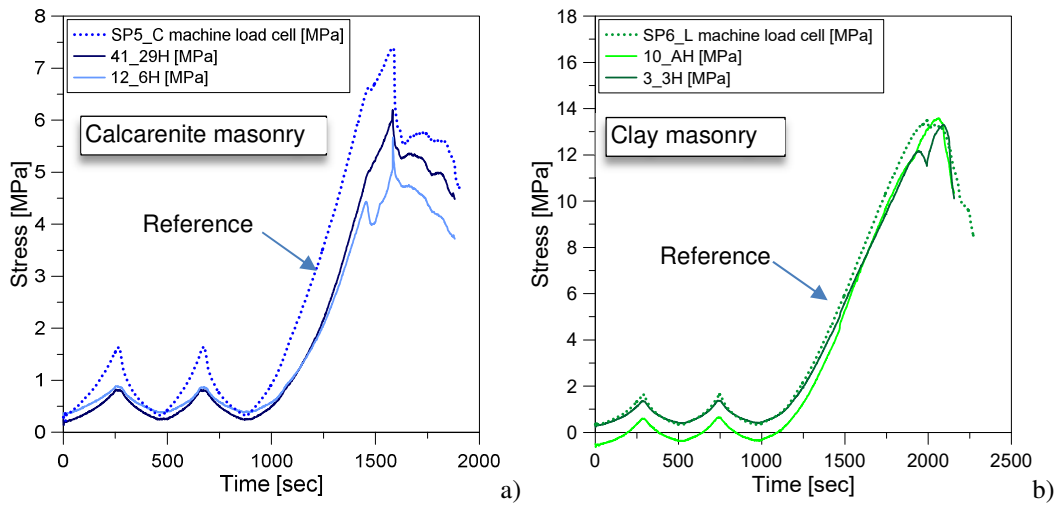 8
7
6
5
4
3
2
1
0
Stress [MPa]
SP5_C machine load cell [MPa]
41_29H [MPa]
12_6H [MPa]
Calcarenite masonry
Reference
0
500
1000
1500
2000
Time [sec]
a)
18
16
14
12
10
8
6
4
2
0
Stress [MPa]
SP6_L machine load cell [MPa]
10_AH [MPa]
3_3H [MPa]
Clay masonry
Reference
0
500
1000
1500
2000
2500
Time [sec]
b)